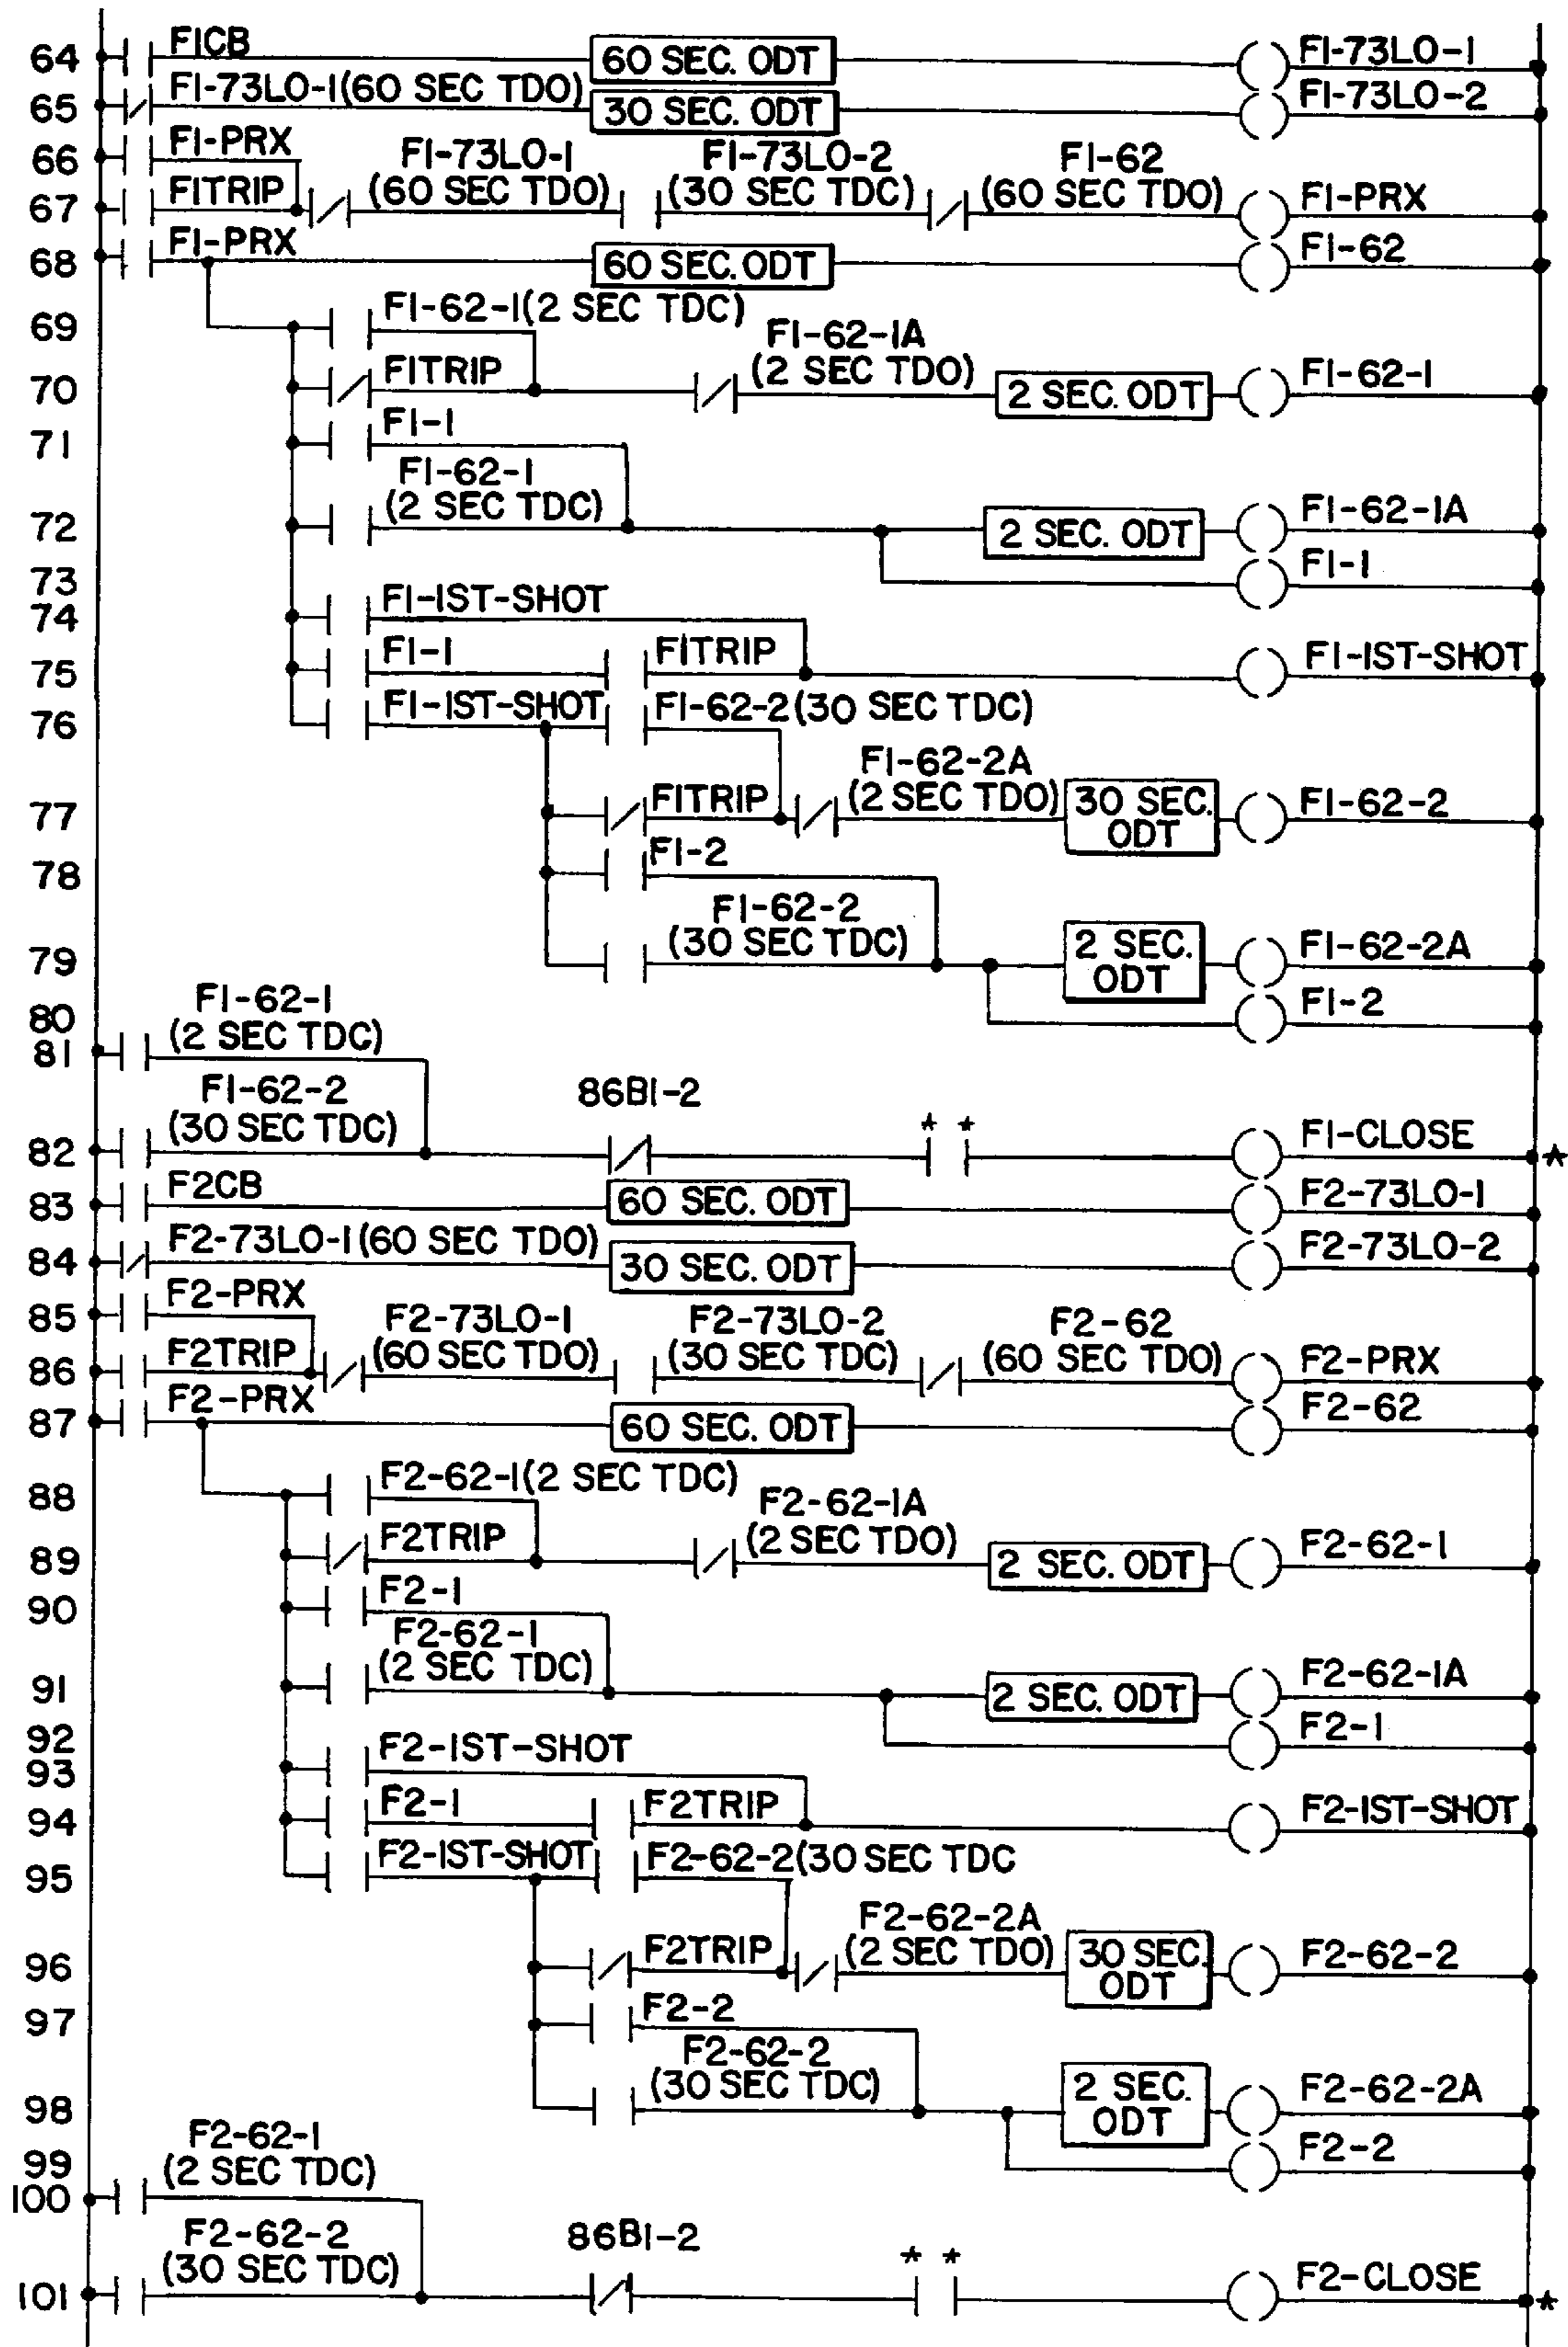 64 F1CB 60 SEC. ODT F1-73LO-1
65 F1-73LO-1(60 SEC TDO) 30 SEC. ODT F1-73LO-2
66 F1-PRX F1-73LO-1 F1-73LO-2 F1-62
67 F1TRIP (60 SEC TDO) (30 SEC TDC) (60 SEC TDO) F1-PRX
68 F1-PRX 60 SEC. ODT F1-62
69 F1-62-1(2 SEC TDC) F1-62-1A
70 F1TRIP (2 SEC TDO) 2 SEC. ODT F1-62-1
71 F1-1
F1-62-1
72 (2 SEC TDC) 2 SEC. ODT F1-62-1A
73 F1-1
74 F1-1ST-SHOT
75 F1-1 F1TRIP F1-1ST-SHOT
76 F1-1ST-SHOT F1-62-2(30 SEC TDC)
F1-62-2A
77 F1TRIP (2 SEC TDO) 30 SEC. ODT F1-62-2
78 F1-2
F1-62-2
79 (30 SEC TDC) 2 SEC. ODT F1-62-2A
80 F1-62-1 F1-2
81 (2 SEC TDC)
F1-62-2 86B1-2
82 (30 SEC TDC) * * F1-CLOSE *
83 F2CB 60 SEC. ODT F2-73LO-1
84 F2-73LO-1(60 SEC TDO) 30 SEC. ODT F2-73LO-2
85 F2-PRX F2-73LO-1 F2-73LO-2 F2-62
86 F2TRIP (60 SEC TDO) (30 SEC TDC) (60 SEC TDO) F2-PRX
87 F2-PRX 60 SEC. ODT F2-62
88 F2-62-1(2 SEC TDC) F2-62-1A
89 F2TRIP (2 SEC TDO) 2 SEC. ODT F2-62-1
90 F2-1
F2-62-1
91 (2 SEC TDC) 2 SEC. ODT F2-62-1A
92 F2-1
93 F2-1ST-SHOT
94 F2-1 F2TRIP F2-1ST-SHOT
95 F2-1ST-SHOT F2-62-2(30 SEC TDC
F2-62-2A
96 F2TRIP (2 SEC TDO) 30 SEC. ODT F2-62-2
97 F2-2
F2-62-2
98 (30 SEC TDC) 2 SEC. ODT F2-62-2A
99 F2-62-1 F2-2
100 (2 SEC TDC)
F2-62-2 86B1-2
101 (30 SEC TDC) * * F2-CLOSE *